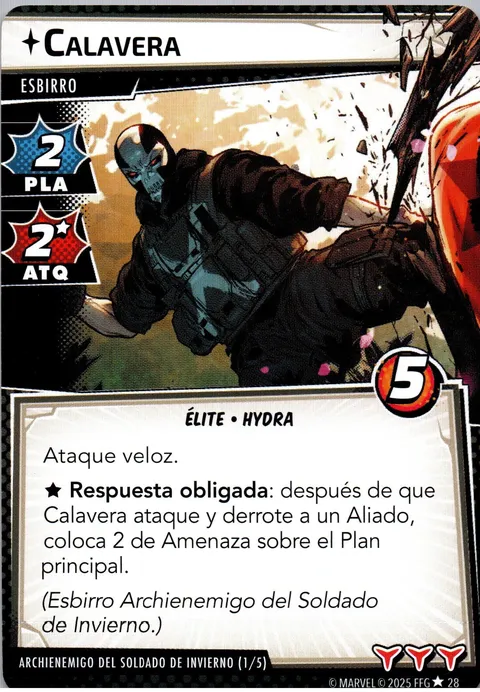 CALAVERA
ESBIRRO
2
PLA
2★
ATQ
5
ÉLITE • HYDRA
Ataque veloz.
★ Respuesta obligada: después de que
Calavera ataque y derrote a un Aliado,
coloca 2 de Amenaza sobre el Plan
principal.
(Esbirro Archienemigo del Soldado
de Invierno.)
ARCHIENEMIGO DEL SOLDADO DE INVIERNO (1/5)
© MARVEL © 2025 FFG ★ 28